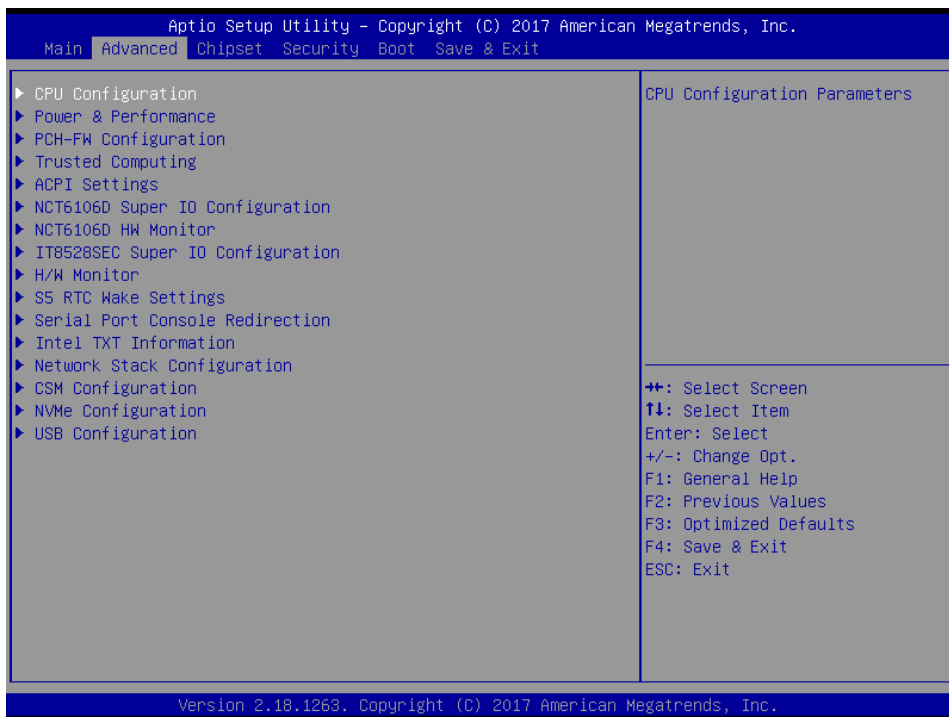 Aptio Setup Utility – Copyright (C) 2017 American Megatrends, Inc.
Main Advanced Chipset Security Boot Save & Exit
CPU Configuration
Power & Performance
PCH-FW Configuration
Trusted Computing
ACPI Settings
NCT6106D Super IO Configuration
NCT6106D HW Monitor
IT8528SEC Super IO Configuration
H/W Monitor
S5 RTC Wake Settings
Serial Port Console Redirection
Intel TXT Information
Network Stack Configuration
CSM Configuration
NVMe Configuration
USB Configuration
CPU Configuration Parameters
→←: Select Screen
↑↓: Select Item
Enter: Select
+/-: Change Opt.
F1: General Help
F2: Previous Values
F3: Optimized Defaults
F4: Save & Exit
ESC: Exit
Version 2.18.1263. Copyright (C) 2017 American Megatrends, Inc.